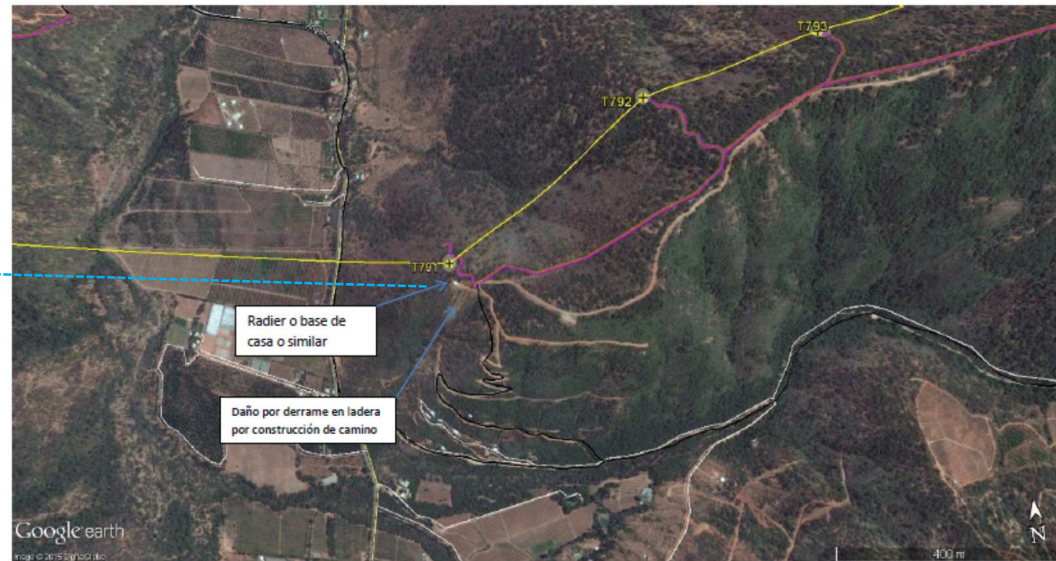 T793
T792
T791
Radier o base de
casa o similar
Daño por derrame en ladera
por construcción de camino
Google earth
N
400 m